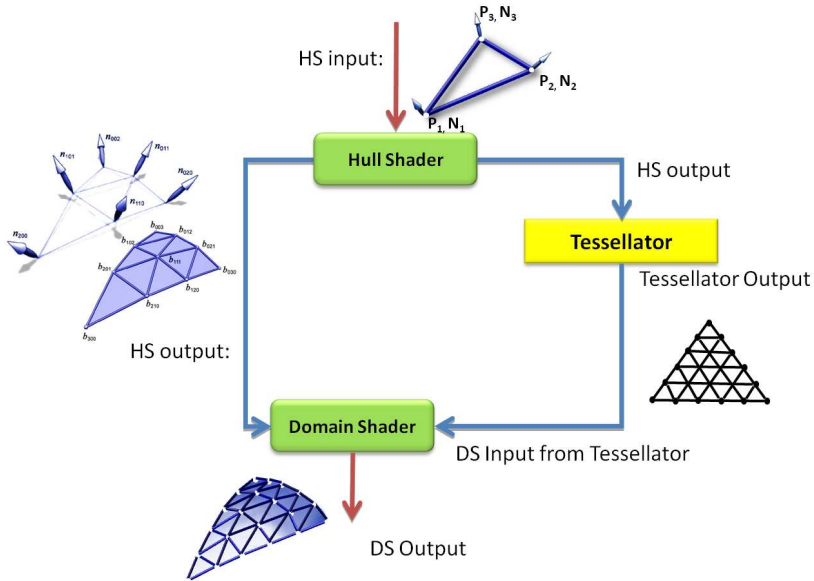 P3, N3
HS input:
P2, N2
P1, N1
n002
n011
n101
Hull Shader
n020
HS output
n110
n200
b003
b012
Tessellator
b102
b021
b111
b201
b030
Tessellator Output
b120
b210
b300
HS output:
Domain Shader
DS Input from Tessellator
DS Output